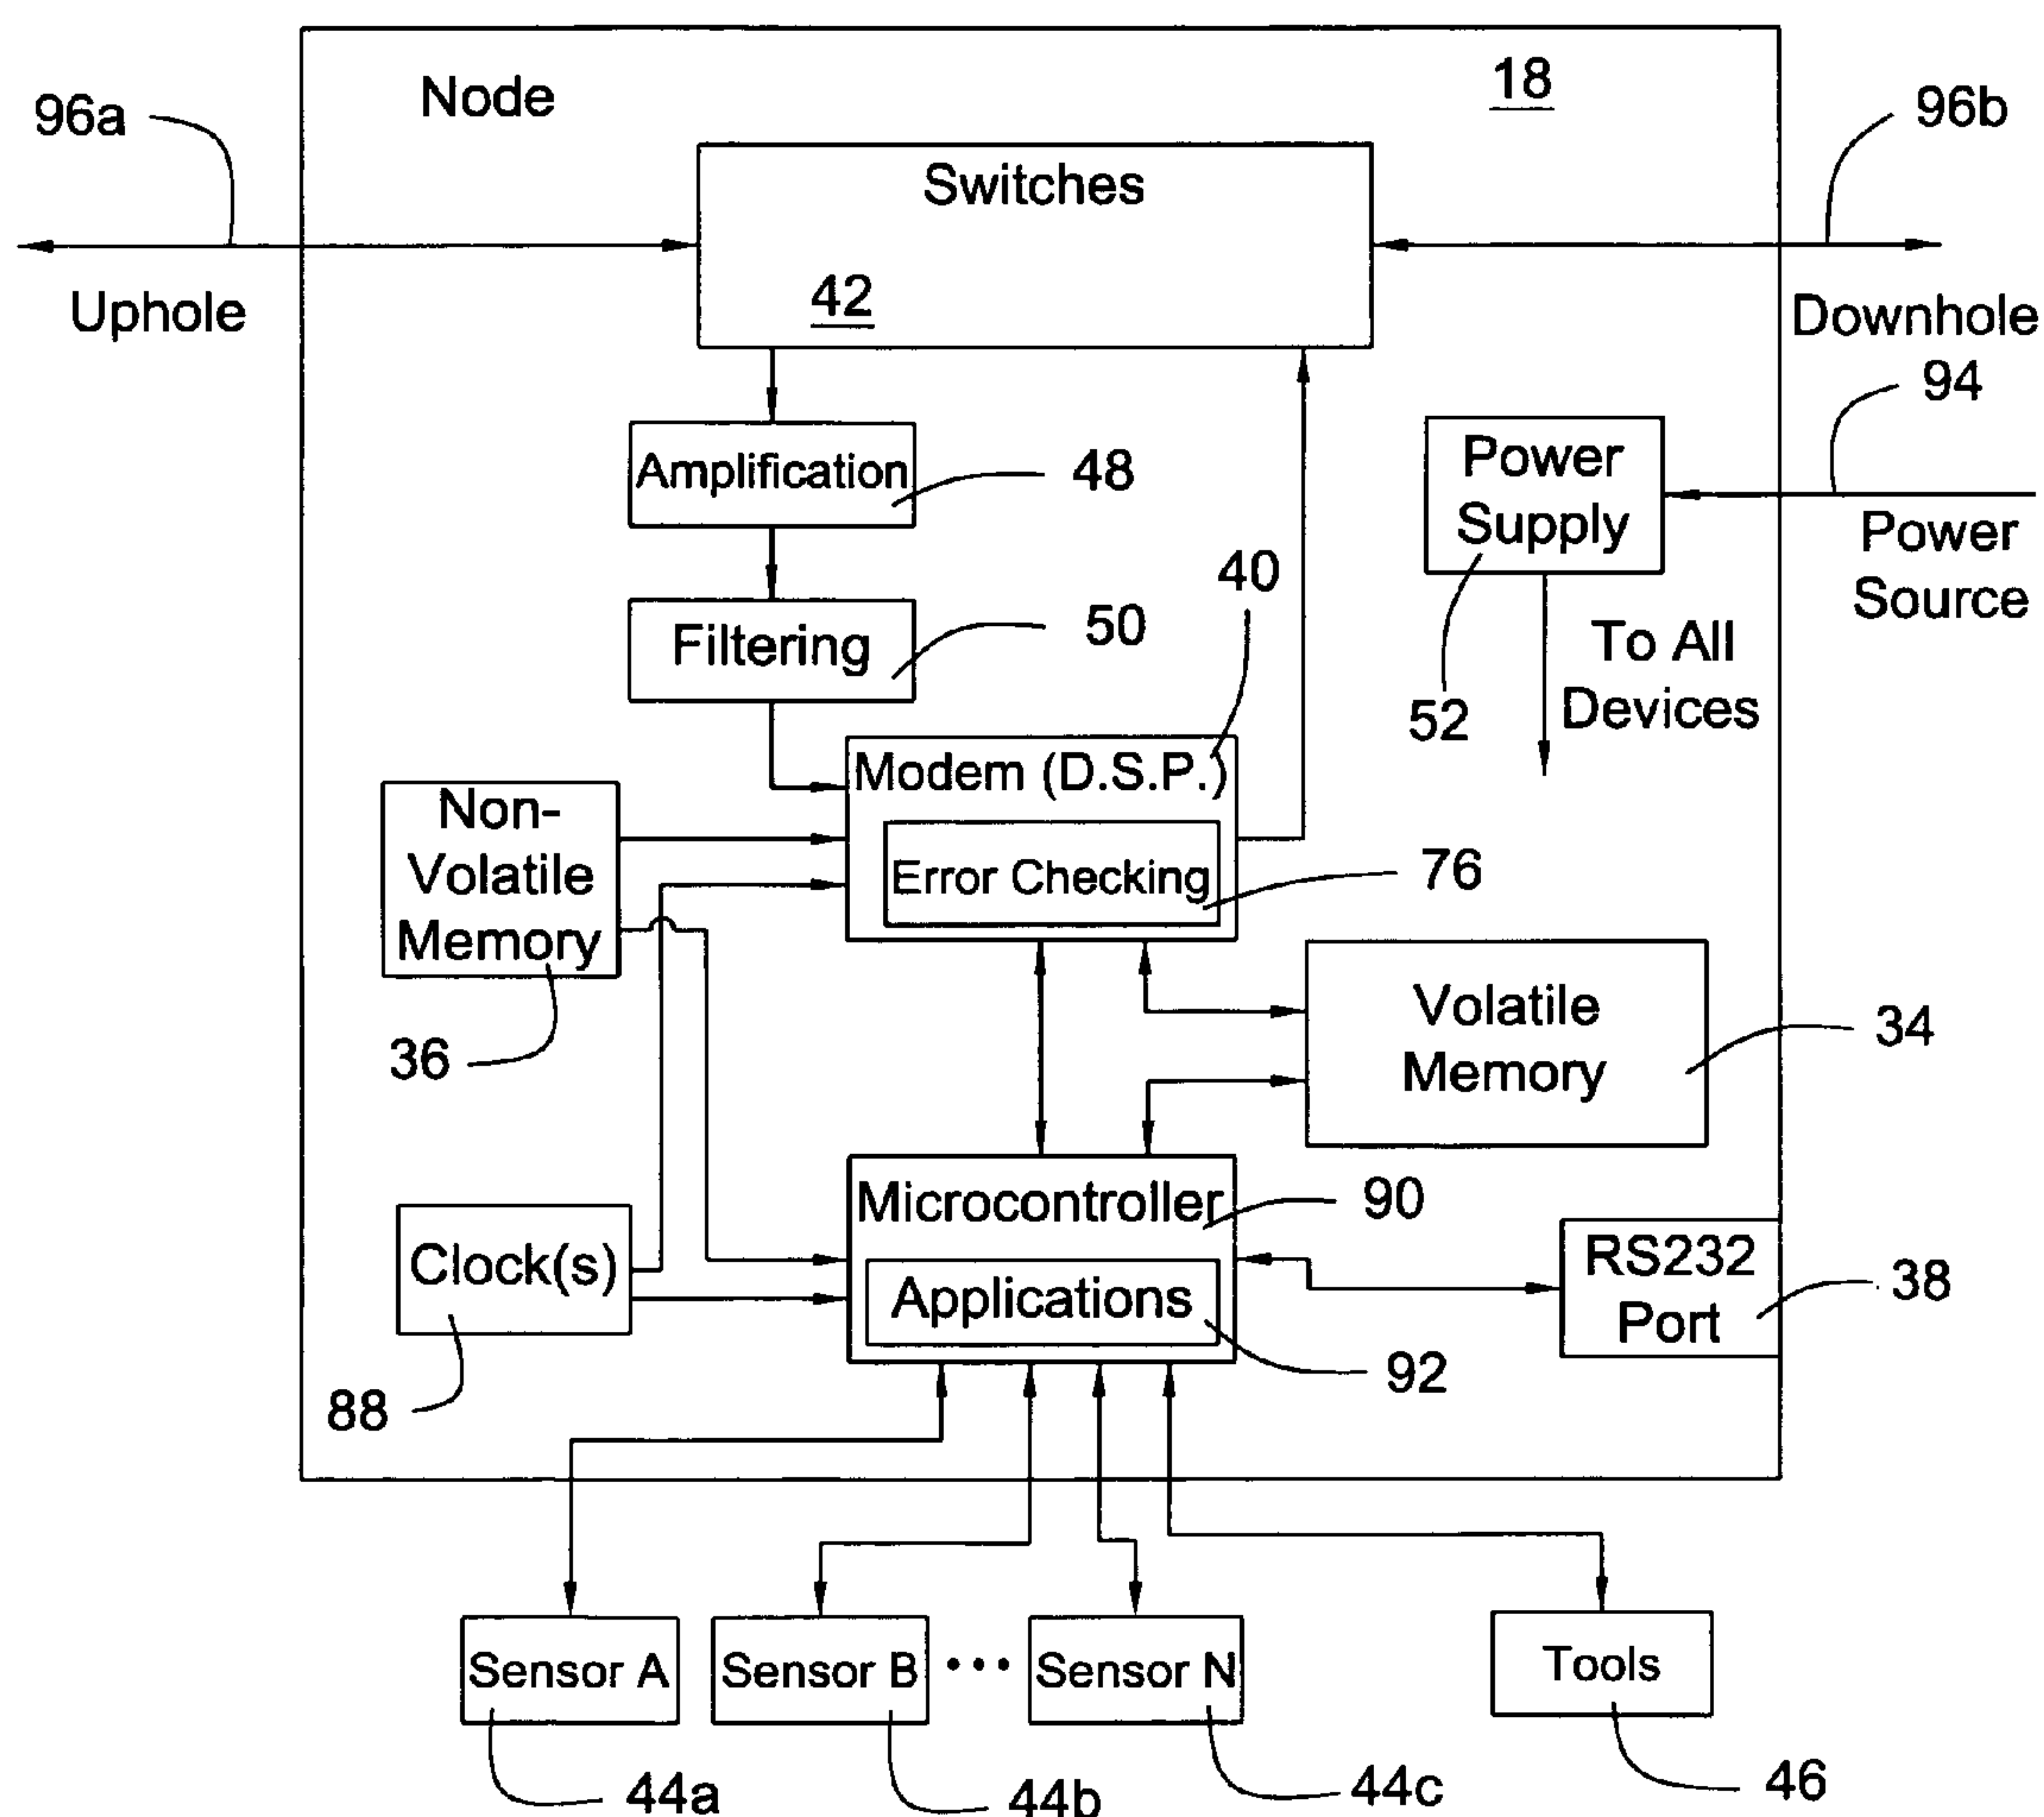 Node
18
96a
96b
Switches
42
Uphole
Downhole
94
Amplification
48
Power
Supply
52
Power
Source
To All
Devices
Filtering
50
40
Modem (D.S.P.)
Error Checking
76
Non-
Volatile
Memory
36
Volatile
Memory
34
Microcontroller
90
Applications
92
Clock(s)
88
RS232
Port
38
Sensor A
Sensor B
•••
Sensor N
Tools
44a
44b
44c
46